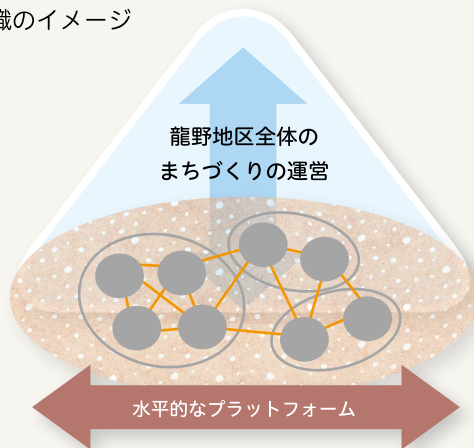 織のイメージ
龍野地区全体の
まちづくりの運営
水平的なプラットフォーム